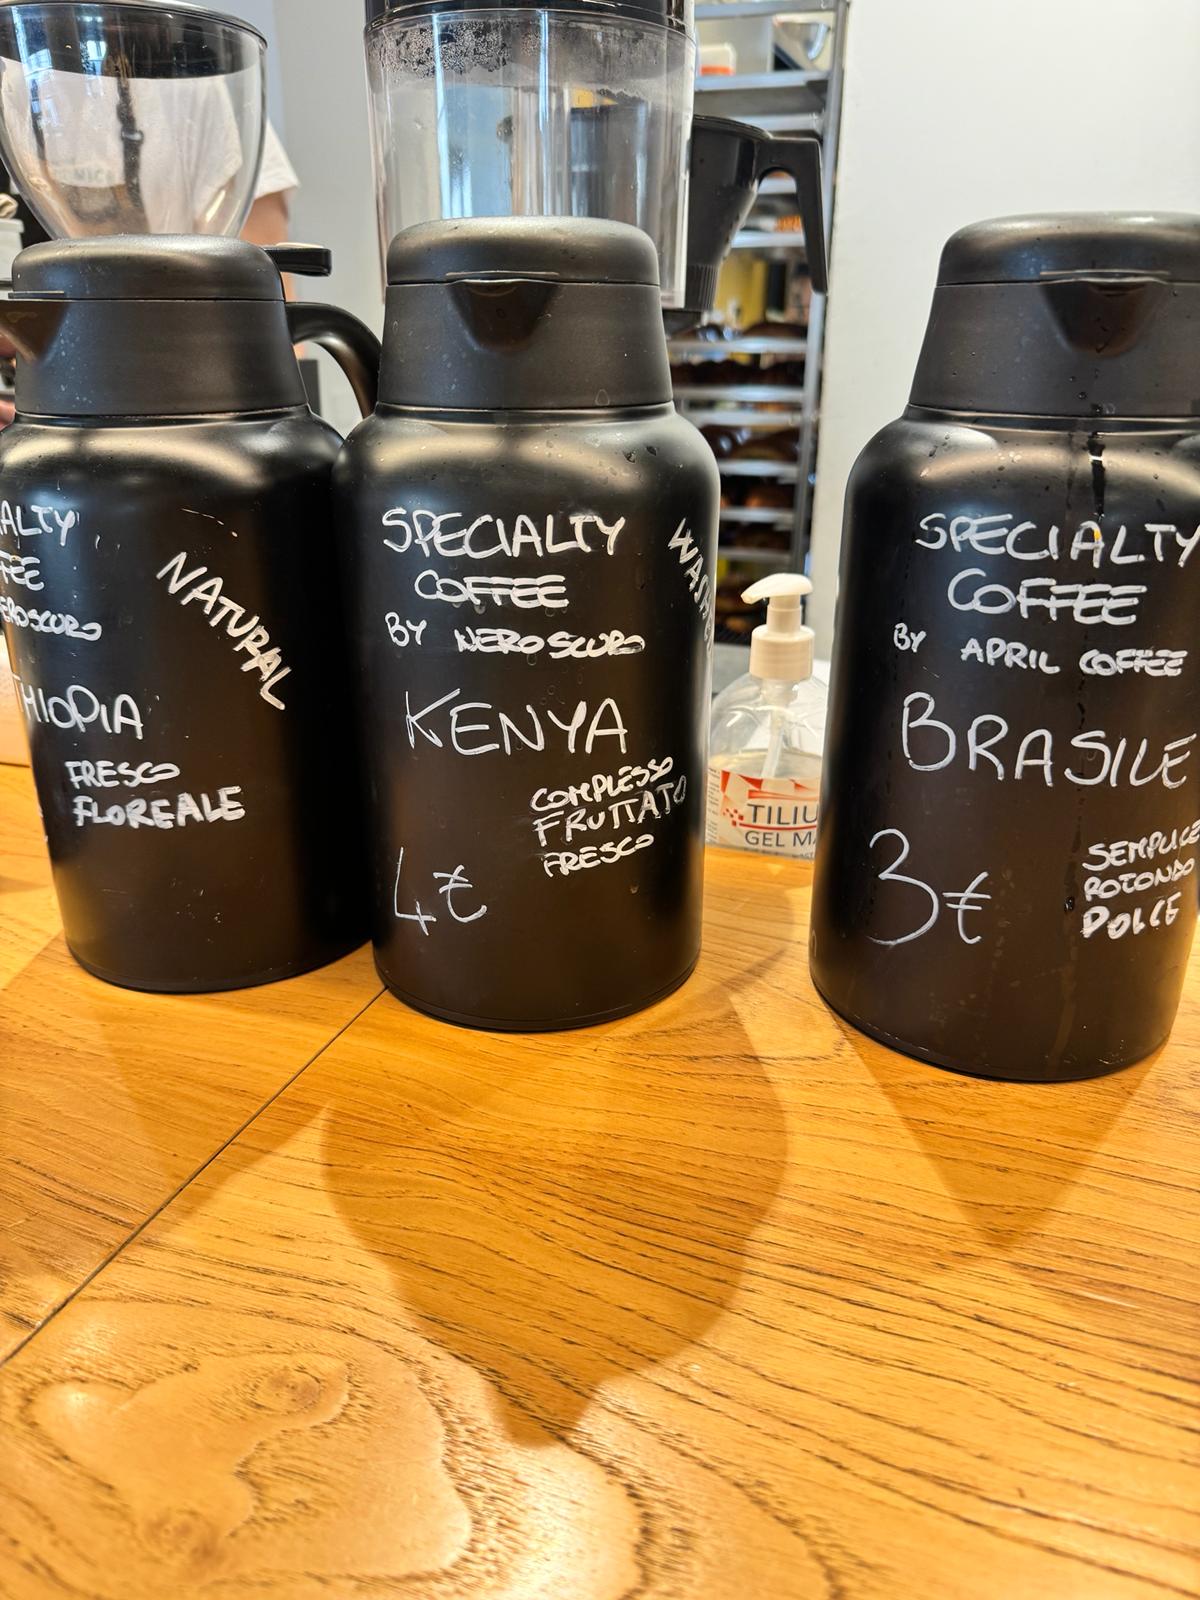 NATURAL
FRESCO
FLOREALE
SPECIALTY
COFFEE
BY NEROSCURO
KENYA
COMPLESSO
FRUTTATO
FRESCO
4€
SPECIALTY
COFFEE
BY APRIL COFFEE
BRASILE
3€
SEMPLICE
ROTONDO
DOLCE
GEL